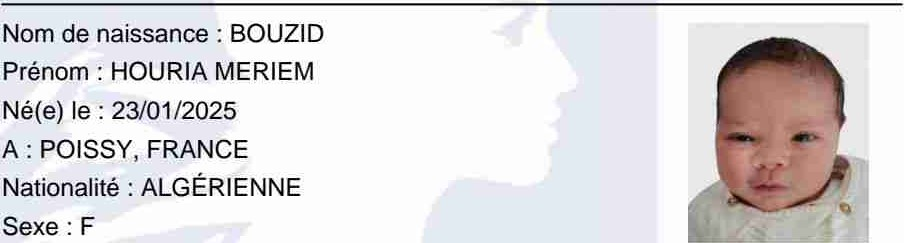 Nom de naissance : BOUZID
Prénom : HOURIA MERIEM
Né(e) le : 23/01/2025
A : POISSY, FRANCE
Nationalité : ALGÉRIENNE
Sexe : F